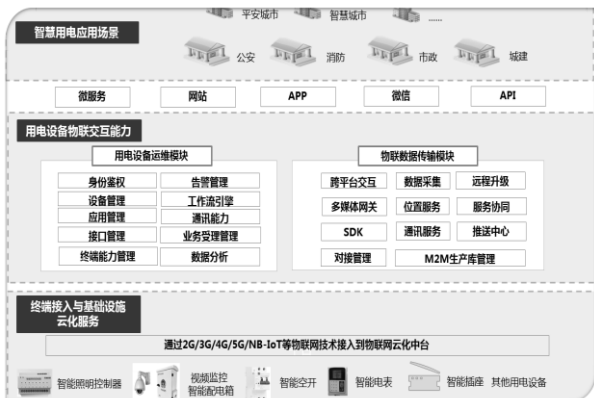 平安城市 智慧城市 ......
智慧用电应用场景
公安 消防 市政 城建
微服务 网站 APP 微信 API
用电设备物联交互能力
用电设备运维模块 物联数据传输模块
身份鉴权 告警管理 跨平台交互 数据采集 远程升级
设备管理 工作流引擎
应用管理 通讯能力 多媒体网关 位置服务 服务协同
接口管理 业务受理管理 SDK 通讯服务 推送中心
终端能力管理 数据分析 对接管理 M2M生产库管理
终端接入与基础设施
云化服务
通过2G/3G/4G/5G/NB-IoT等物联网技术接入到物联网云化中台
智能照明控制器 视频监控 智能空开 智能电表 智能插座 其他用电设备
智能配电箱